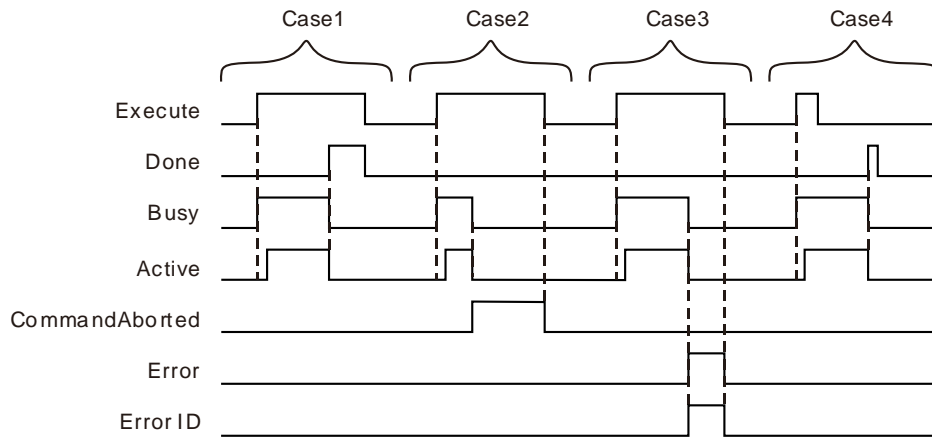 Case1 Case2 Case3 Case4
Execute
Done
Busy
Active
CommandAborted
Error
Error ID